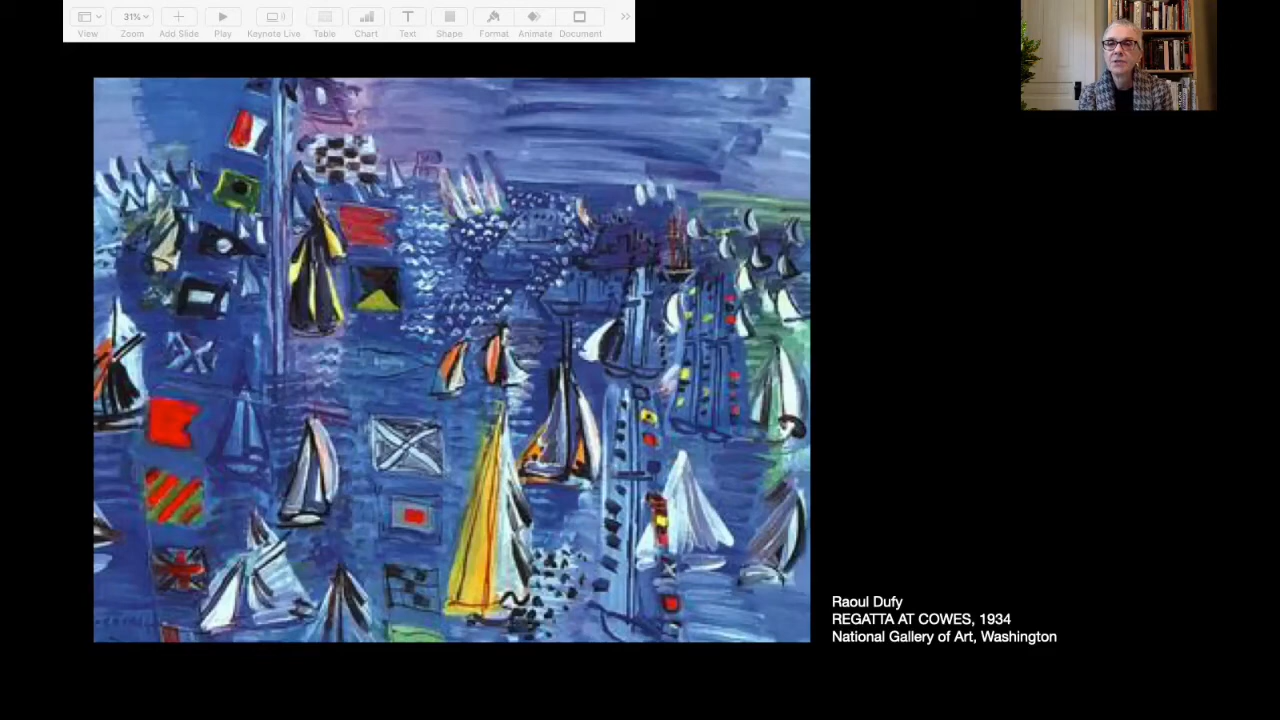 31%
View
Zoom
Add Slide
Play
Keynote Live
Table
Chart
Text
Shape
Format
Animate
Document
Raoul Dufy
REGATTA AT COWES, 1934
National Gallery of Art, Washington